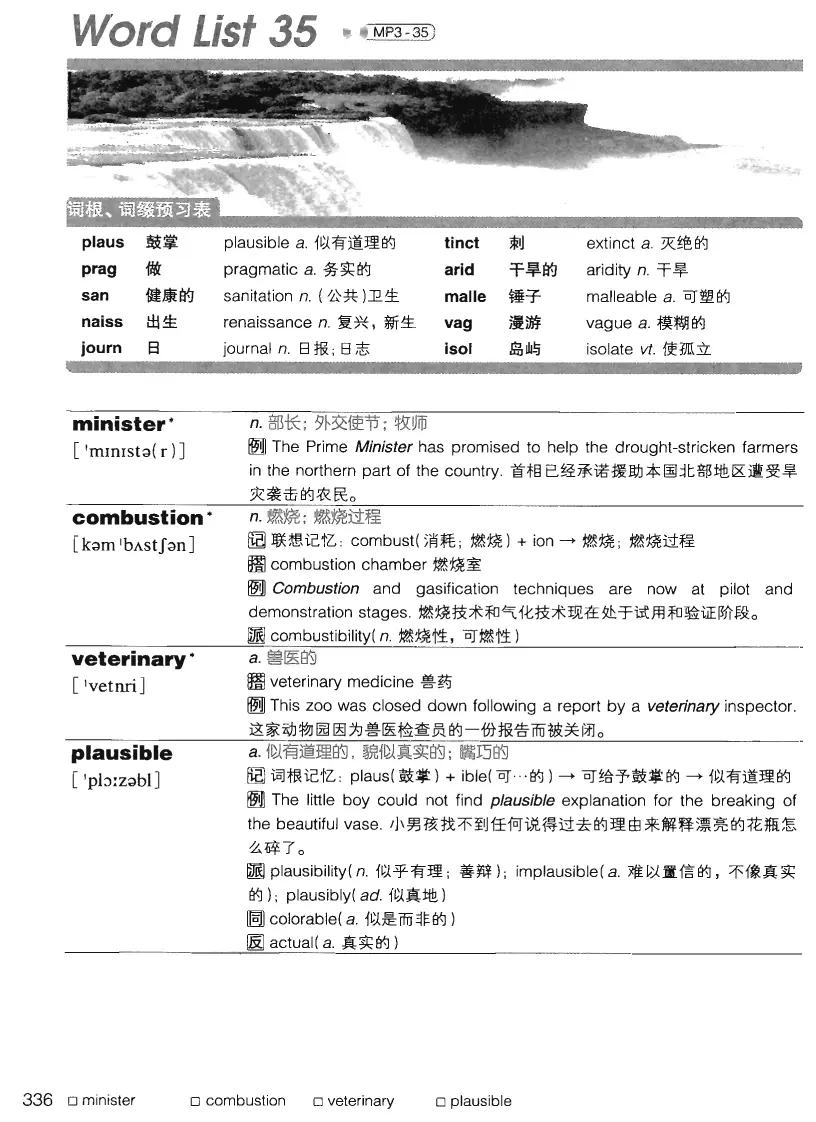 Word List 35 MP3-35
词根、词缀预习表
plaus 鼓掌 plausible a. 似有道理的 tinct 刺 extinct a. 灭绝的
prag 做 pragmatic a. 务实的 arid 干旱的 aridity n. 干旱
san 健康的 sanitation n. (公共)卫生 malle 锤子 malleable a. 可塑的
naiss 出生 renaissance n. 复兴，新生 vag 漫游 vague a. 模糊的
journ 日 journal n. 日报；日志 isol 岛屿 isolate vt. 使孤立
minister* n. 部长；外交使节；牧师
[ˈmɪnɪstə(r)] 例 The Prime Minister has promised to help the drought-stricken farmers
in the northern part of the country. 首相已经承诺援助本国北部地区遭受旱
灾袭击的农民。
combustion* n. 燃烧；燃烧过程
[kəmˈbʌstʃən] 记 联想记忆：combust(消耗；燃烧) + ion → 燃烧；燃烧过程
搭 combustion chamber 燃烧室
例 Combustion and gasification techniques are now at pilot and
demonstration stages. 燃烧技术和气化技术现在处于试用和验证阶段。
派 combustibility(n. 燃烧性，可燃性)
veterinary* a. 兽医的
[ˈvetnri] 搭 veterinary medicine 兽药
例 This zoo was closed down following a report by a veterinary inspector.
这家动物园因为兽医检查员的一份报告而被关闭。
plausible a. 似有道理的，貌似真实的；嘴巧的
[ˈplɔːzəbl] 记 词根记忆：plaus(鼓掌) + ible(可…的) → 可给予鼓掌的 → 似有道理的
例 The little boy could not find plausible explanation for the breaking of
the beautiful vase. 小男孩找不到任何说得过去的理由来解释漂亮的花瓶怎
么碎了。
派 plausibility(n. 似乎有理；善辩)；implausible(a. 难以置信的，不像真实
的)；plausibly(ad. 似真地)
同 colorable(a. 似是而非的)
反 actual(a. 真实的)
336 □ minister □ combustion □ veterinary □ plausible